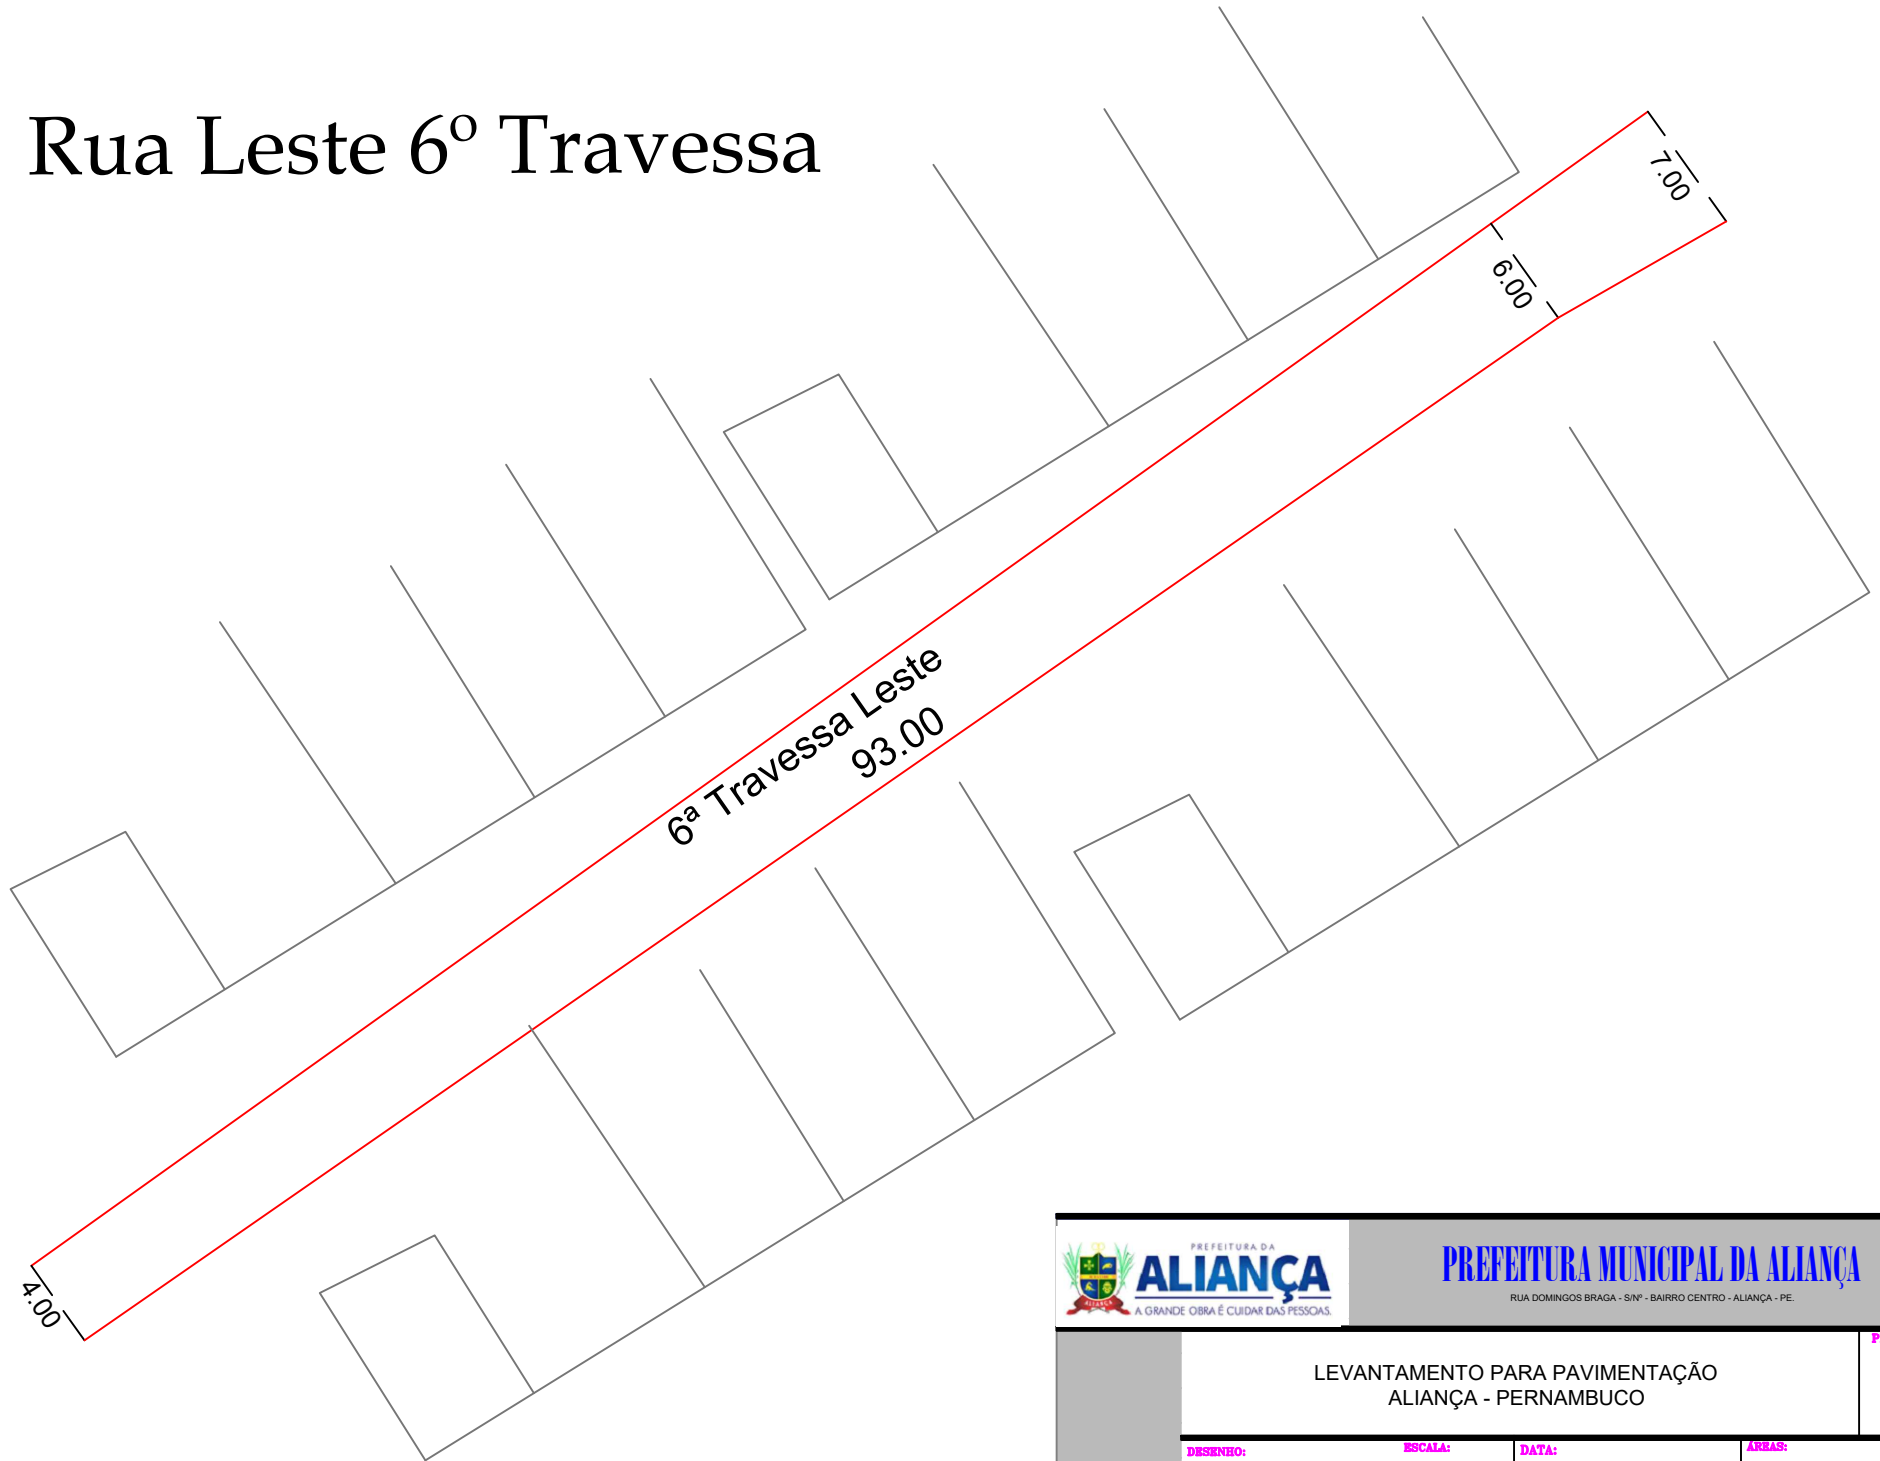 Rua Leste 6º Travessa
7.00
6.00
6ª Travessa Leste
93.00
4.00
PREFEITURA DA
ALIANÇA
A GRANDE OBRA É CUIDAR DAS PESSOAS.
PREFEITURA MUNICIPAL DA ALIANÇA
RUA DOMINGOS BRAGA - S/Nº - BAIRRO CENTRO - ALIANÇA - PE.
LEVANTAMENTO PARA PAVIMENTAÇÃO
ALIANÇA - PERNAMBUCO
P
DESENHO:
ESCALA:
DATA:
ÁREAS: